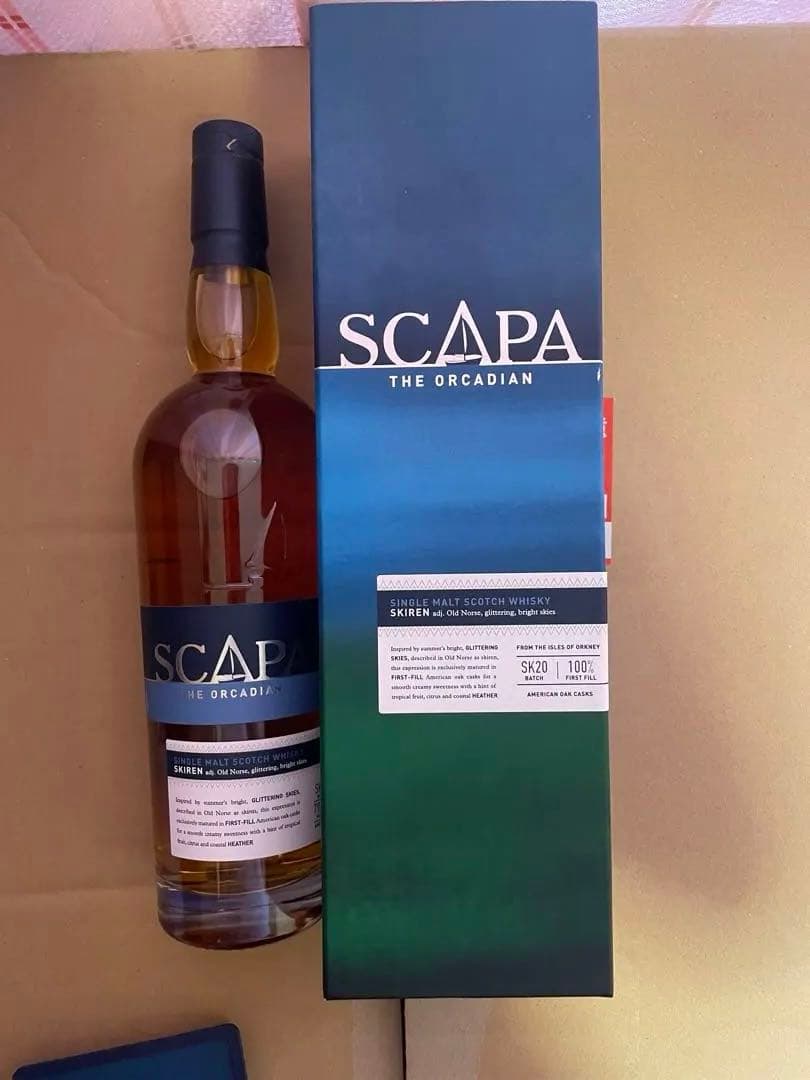 SCAPA
THE ORCADIAN
SINGLE MALT SCOTCH WHISKY
SKIREN adj. Old Norse, glittering, bright skies
Inspired by summer's bright, GLITTERING
SKIES, described in Old Norse as skiren,
this expression is exclusively matured in
FIRST-FILL American oak casks for a
smooth creamy sweetness with a hint of
tropical fruit, citrus and coastal HEATHER
FROM THE ISLES OF ORKNEY
SK20
BATCH
100%
FIRST FILL
AMERICAN OAK CASKS
SCAPA
THE ORCADIAN
SINGLE MALT SCOTCH WHISKY
SKIREN adj. Old Norse, glittering, bright skies
Inspired by summer's bright, GLITTERING SKIES,
described in Old Norse as skiren, this expression is
exclusively matured in FIRST-FILL American oak casks
for a smooth creamy sweetness with a hint of tropical
fruit, citrus and coastal HEATHER